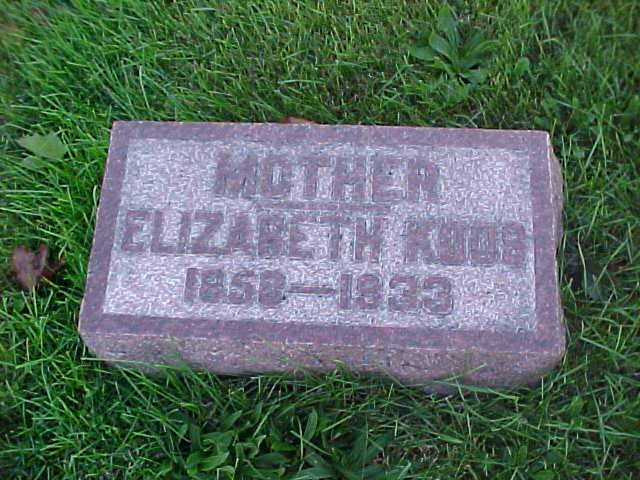 MOTHER
ELIZABETH KOOB
1858–1933